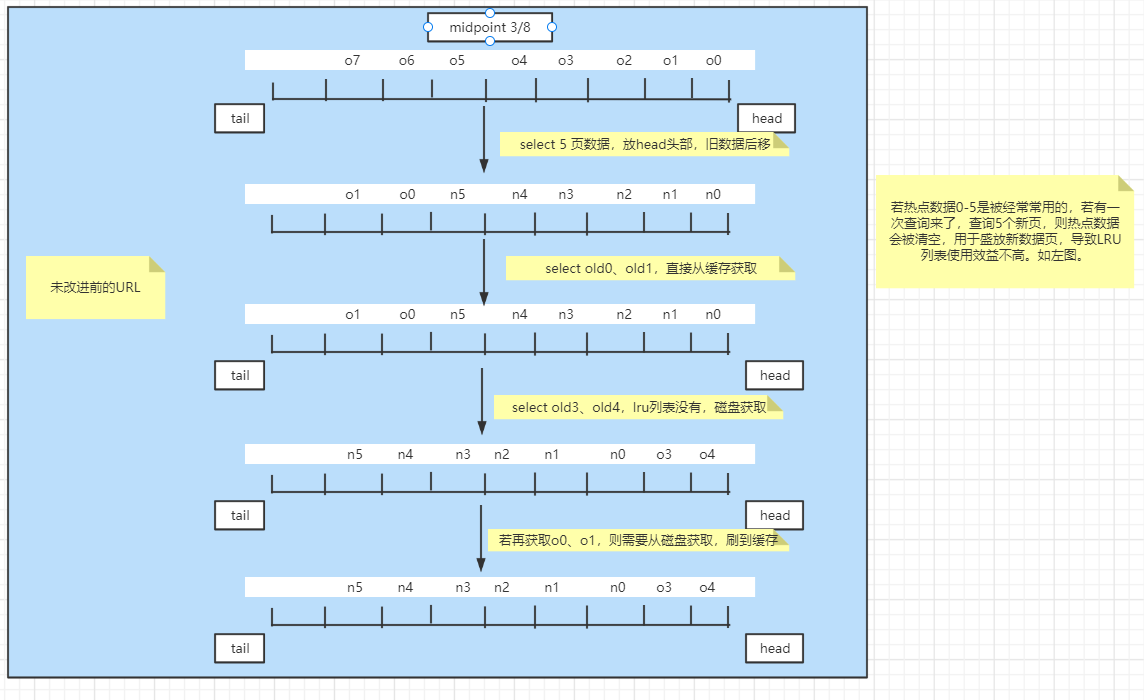 midpoint 3/8
o7 o6 o5 o4 o3 o2 o1 o0
tail
head
select 5 页数据，放head头部，旧数据后移
o1 o0 n5 n4 n3 n2 n1 n0
若热点数据0-5是被经常常用的，若有一
次查询来了，查询5个新页，则热点数据
会被清空，用于盛放新数据页，导致LRU
列表使用效益不高。如左图。
select old0、old1，直接从缓存获取
未改进前的URL
o1 o0 n5 n4 n3 n2 n1 n0
tail
head
select old3、old4，lru列表没有，磁盘获取
n5 n4 n3 n2 n1 n0 o3 o4
tail
head
若再获取o0、o1，则需要从磁盘获取，刷到缓存
n5 n4 n3 n2 n1 n0 o3 o4
tail
head